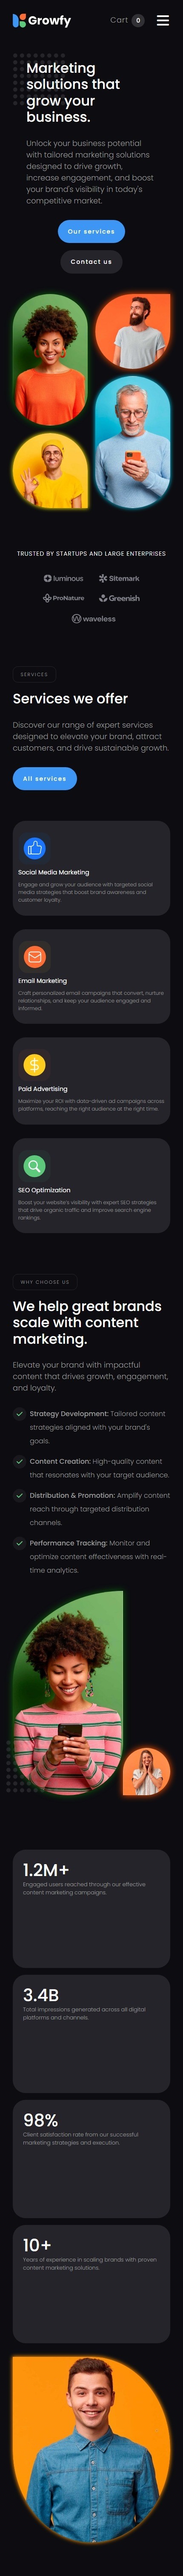 Growfy
Cart 0
Marketing
solutions that
grow your
business.
Unlock your business potential
with tailored marketing solutions
designed to drive growth,
increase engagement, and boost
your brand's visibility in today's
competitive market.
Our services
Contact us
TRUSTED BY STARTUPS AND LARGE ENTERPRISES
luminous
Sitemark
ProNature
Greenish
waveless
SERVICES
Services we offer
Discover our range of expert services
designed to elevate your brand, attract
customers, and drive sustainable growth.
All services
Social Media Marketing
Engage and grow your audience with targeted social
media strategies that boost brand awareness and
customer loyalty.
Email Marketing
Craft personalized email campaigns that convert, nurture
relationships, and keep your audience engaged and
informed.
Paid Advertising
Maximize your ROI with data-driven ad campaigns across
platforms, reaching the right audience at the right time.
SEO Optimization
Boost your website's visibility with expert SEO strategies
that drive organic traffic and improve search engine
rankings.
WHY CHOOSE US
We help great brands
scale with content
marketing.
Elevate your brand with impactful
content that drives growth, engagement,
and loyalty.
Strategy Development: Tailored content
strategies aligned with your brand's
goals.
Content Creation: High-quality content
that resonates with your target audience.
Distribution & Promotion: Amplify content
reach through targeted distribution
channels.
Performance Tracking: Monitor and
optimize content effectiveness with real-
time analytics.
1.2M+
Engaged users reached through our effective
content marketing campaigns.
3.4B
Total impressions generated across all digital
platforms and channels.
98%
Client satisfaction rate from our successful
marketing strategies and execution.
10+
Years of experience in scaling brands with proven
content marketing solutions.